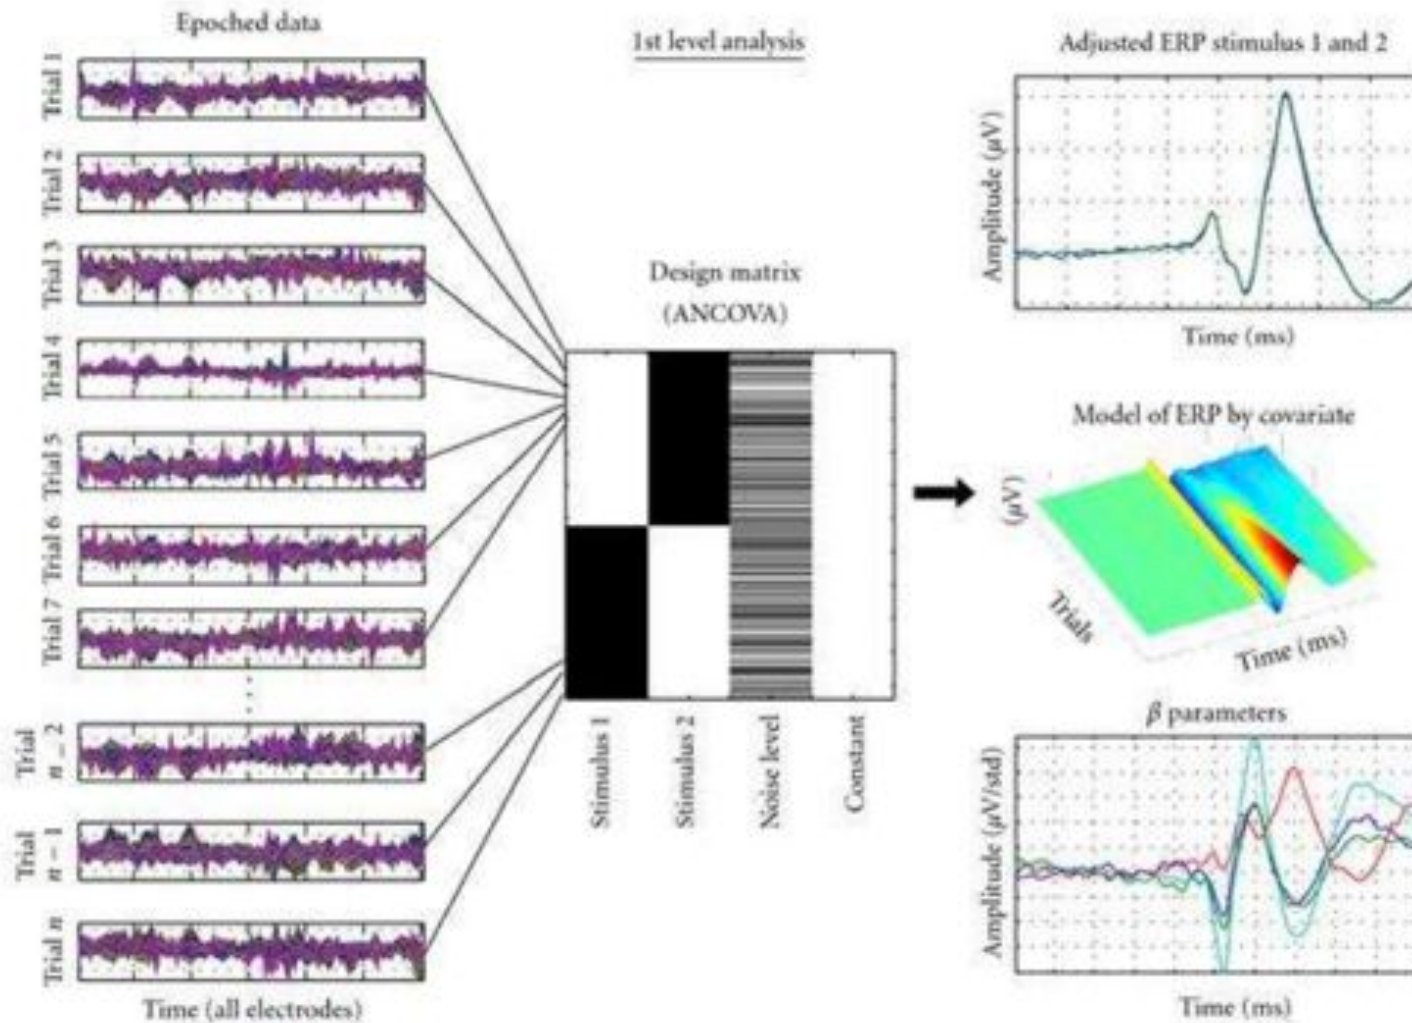 Epoched data
Trial 1
Trial 2
Trial 3
Trial 4
Trial 5
Trial 6
Trial 7
Trial
n − 2
Trial
n − 1
Trial n
Time (all electrodes)
1st level analysis
Design matrix
(ANCOVA)
Stimulus 1
Stimulus 2
Noise level
Constant
Adjusted ERP stimulus 1 and 2
Amplitude (μV)
Time (ms)
Model of ERP by covariate
(μV)
Trials
Time (ms)
β parameters
Amplitude (μV/std)
Time (ms)